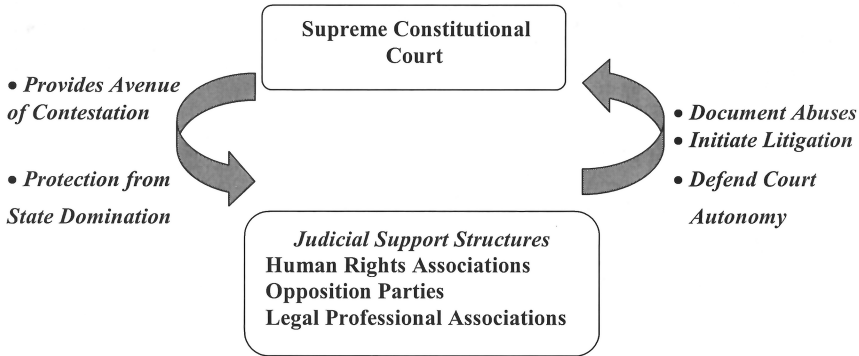 Supreme Constitutional
Court
• Provides Avenue
of Contestation
• Protection from
State Domination
• Document Abuses
• Initiate Litigation
• Defend Court
Autonomy
Judicial Support Structures
Human Rights Associations
Opposition Parties
Legal Professional Associations